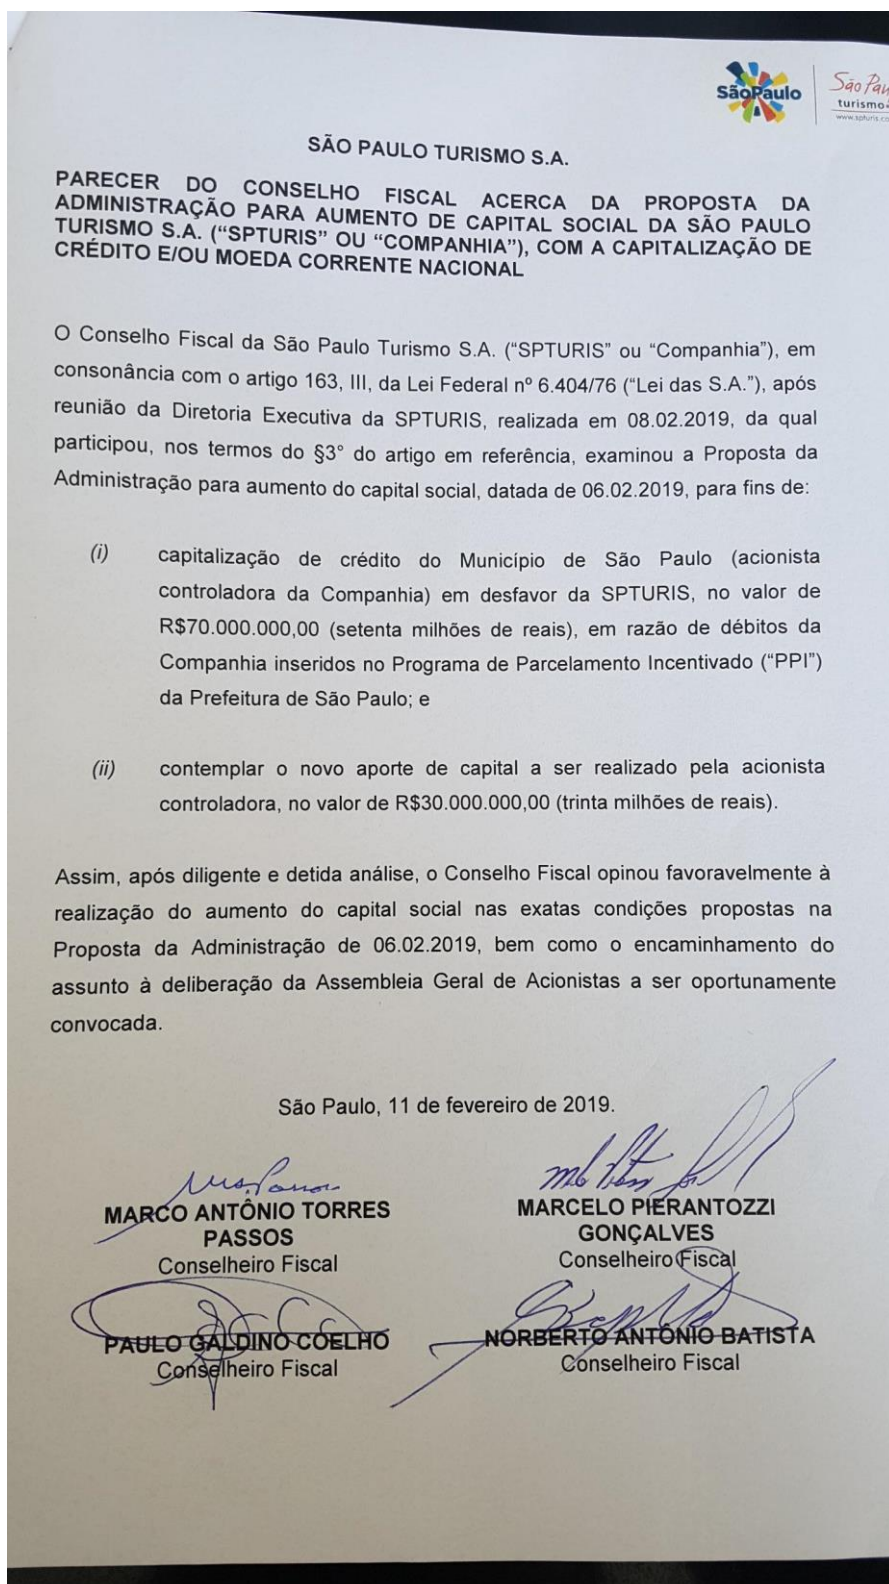 SãoPaulo
São Pau
turismo
www.spturis.co
SÃO PAULO TURISMO S.A.
PARECER DO CONSELHO FISCAL ACERCA DA PROPOSTA DA
ADMINISTRAÇÃO PARA AUMENTO DE CAPITAL SOCIAL DA SÃO PAULO
TURISMO S.A. (“SPTURIS” OU “COMPANHIA”), COM A CAPITALIZAÇÃO DE
CRÉDITO E/OU MOEDA CORRENTE NACIONAL
O Conselho Fiscal da São Paulo Turismo S.A. (“SPTURIS” ou “Companhia”), em
consonância com o artigo 163, III, da Lei Federal nº 6.404/76 (“Lei das S.A.”), após
reunião da Diretoria Executiva da SPTURIS, realizada em 08.02.2019, da qual
participou, nos termos do §3° do artigo em referência, examinou a Proposta da
Administração para aumento do capital social, datada de 06.02.2019, para fins de:
(i) capitalização de crédito do Município de São Paulo (acionista
controladora da Companhia) em desfavor da SPTURIS, no valor de
R$70.000.000,00 (setenta milhões de reais), em razão de débitos da
Companhia inseridos no Programa de Parcelamento Incentivado (“PPI”)
da Prefeitura de São Paulo; e
(ii) contemplar o novo aporte de capital a ser realizado pela acionista
controladora, no valor de R$30.000.000,00 (trinta milhões de reais).
Assim, após diligente e detida análise, o Conselho Fiscal opinou favoravelmente à
realização do aumento do capital social nas exatas condições propostas na
Proposta da Administração de 06.02.2019, bem como o encaminhamento do
assunto à deliberação da Assembleia Geral de Acionistas a ser oportunamente
convocada.
São Paulo, 11 de fevereiro de 2019.
MARCO ANTÔNIO TORRES
PASSOS
Conselheiro Fiscal
MARCELO PIERANTOZZI
GONÇALVES
Conselheiro Fiscal
PAULO GALDINO COELHO
Conselheiro Fiscal
NORBERTO ANTÔNIO BATISTA
Conselheiro Fiscal